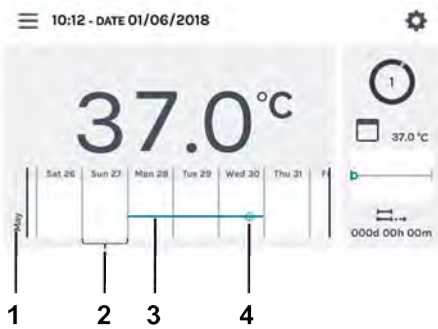 10:12 - DATE 01/06/2018
37.0°C
1
37.0 °C
Sat 26 Sun 27 Mon 28 Tue 29 Wed 30 Thu 31 F
May
000d 00h 00m
1 2 3 4